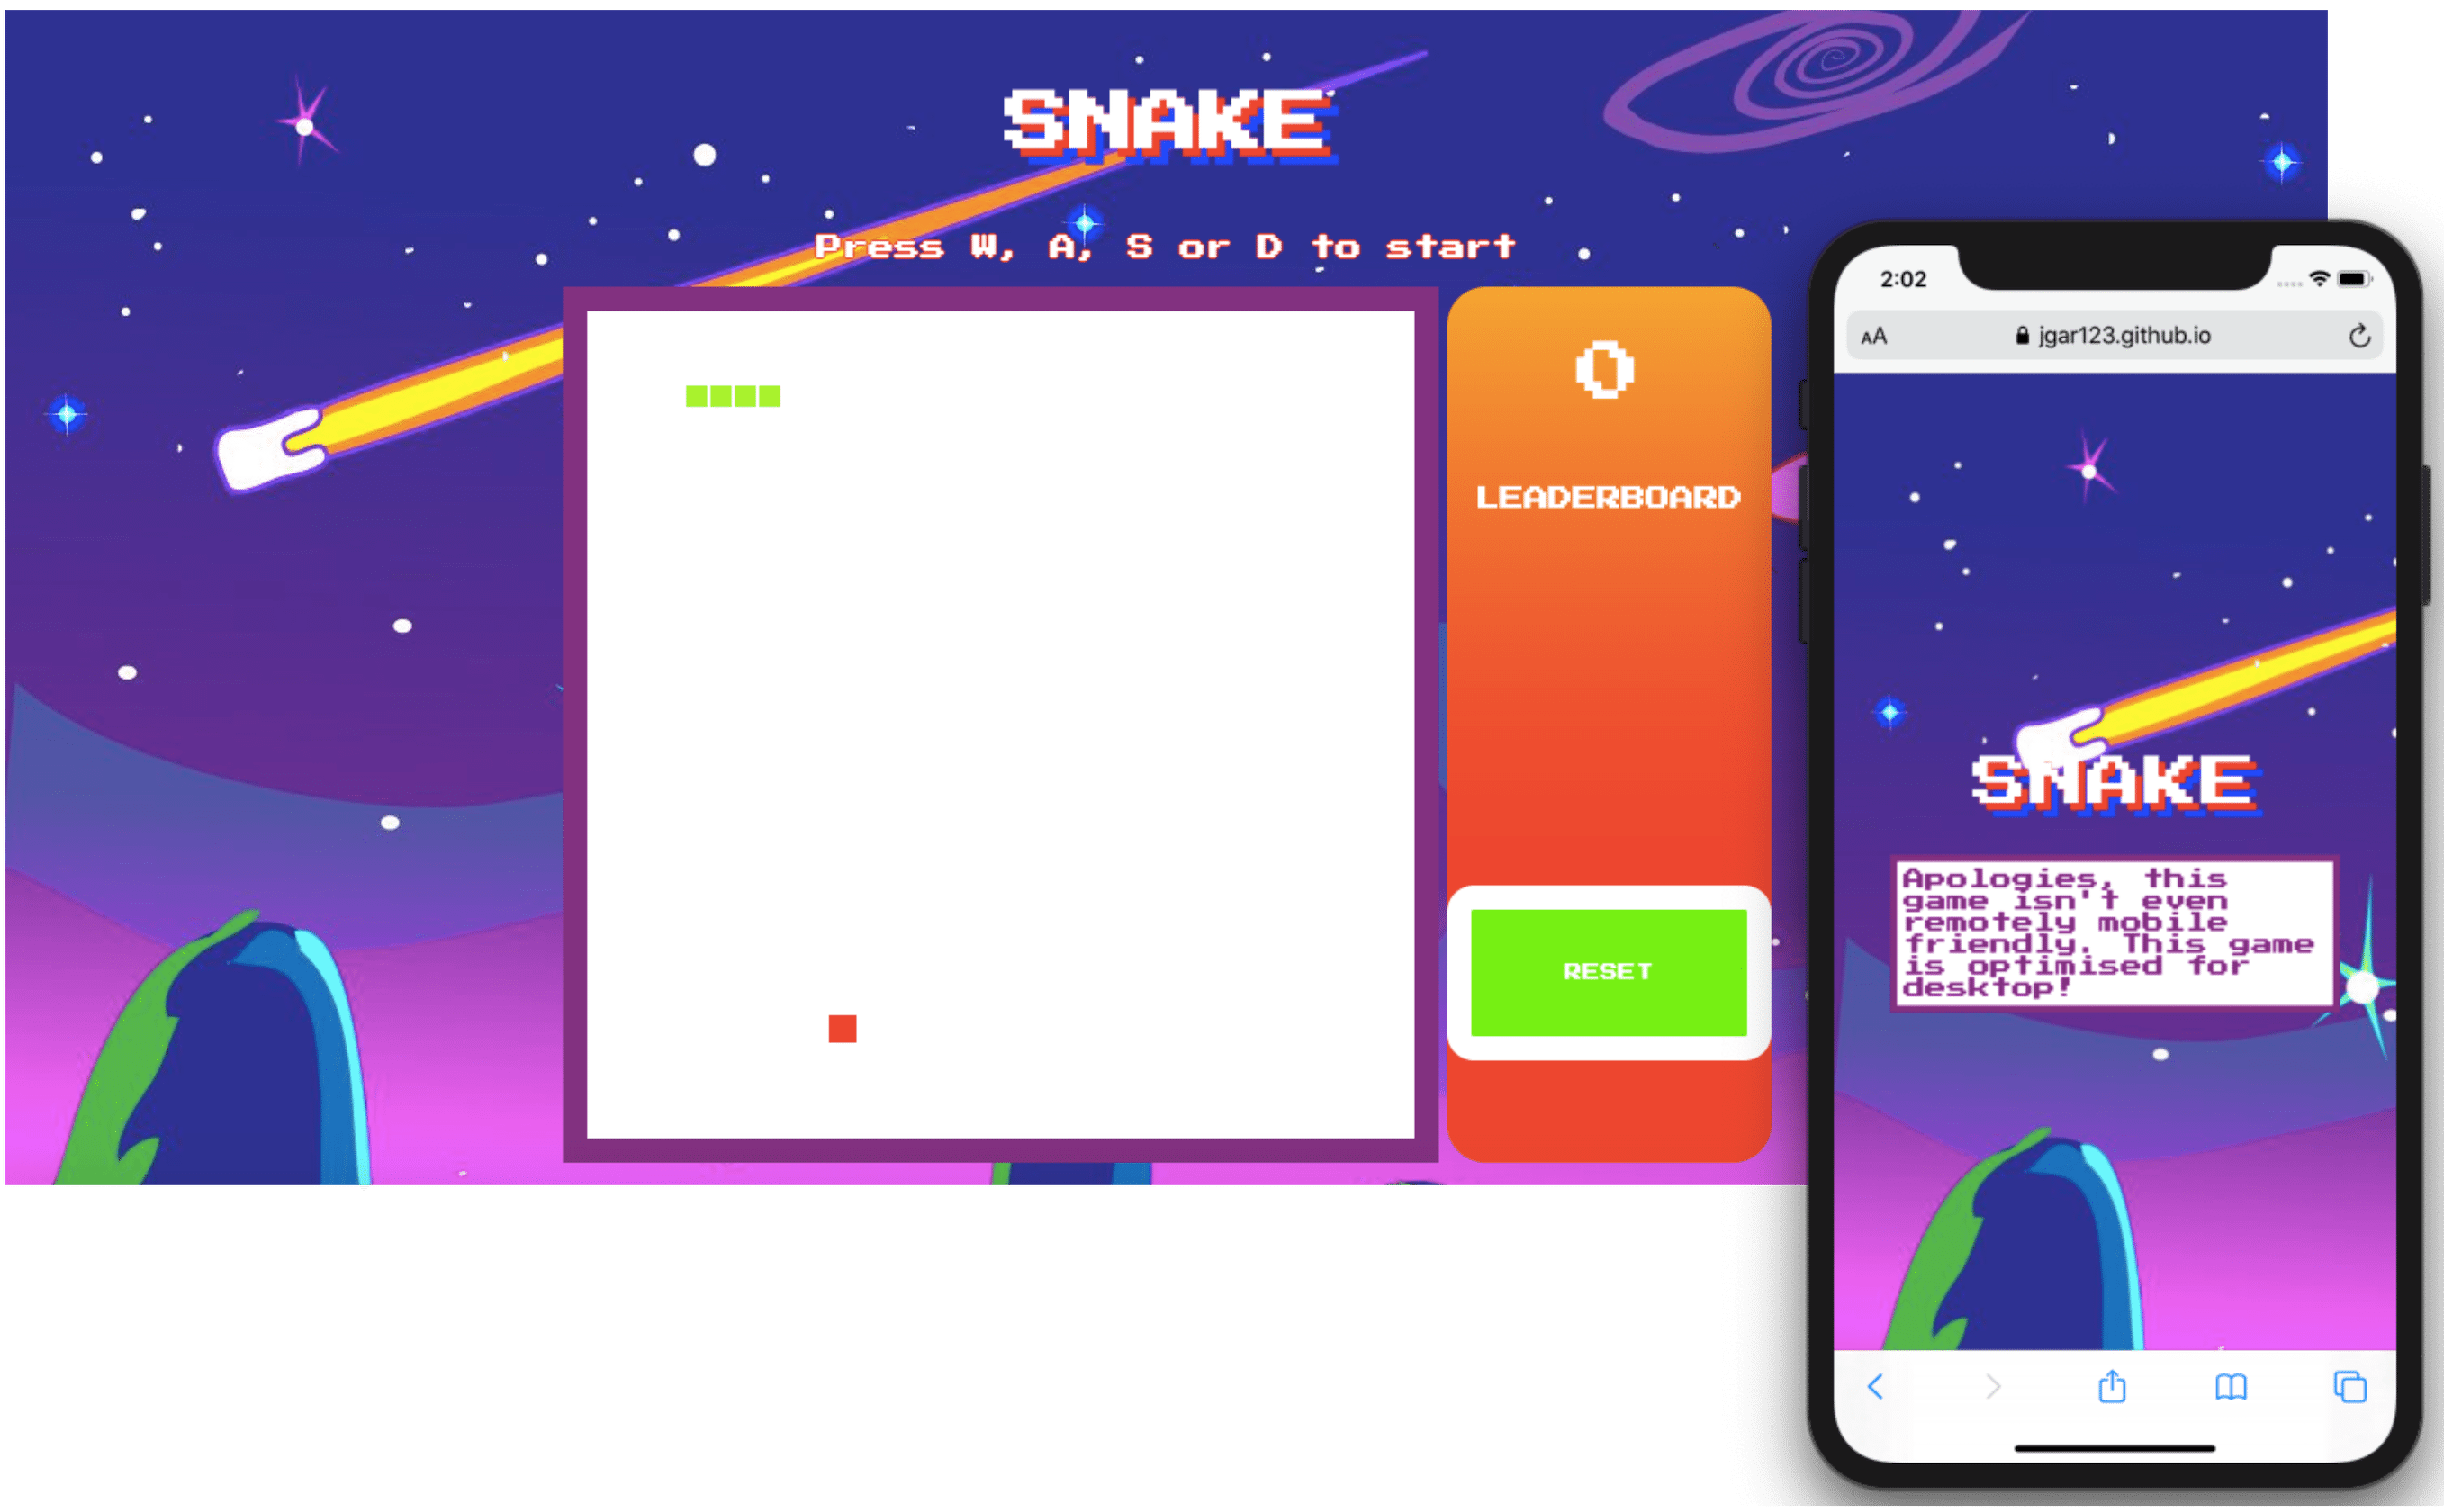 SNAKE
Press W, A, S or D to start
0
LEADERBOARD
RESET
2:02
AA
jgar123.github.io
SNAKE
Apologies, this
game isn't even
remotely mobile
friendly. This game
is optimised for
desktop!